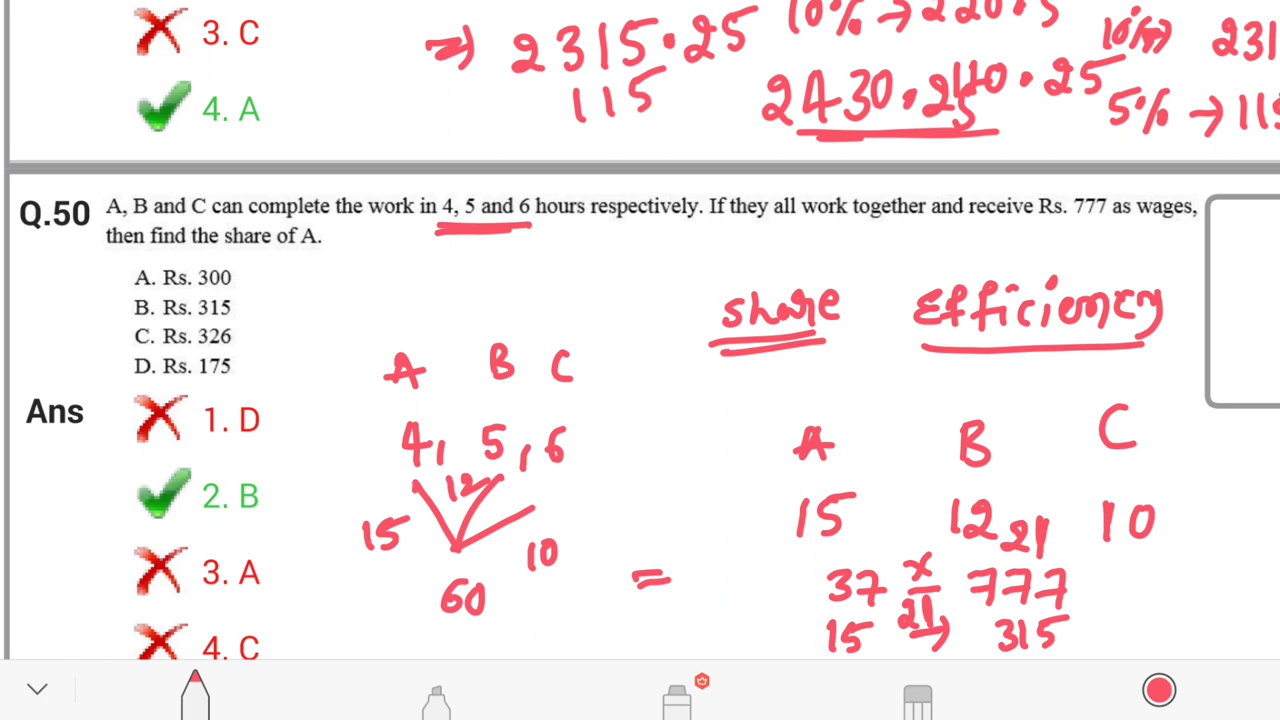 3. C
⇒ 2315.25 10% → 220.5 10% 231
4. A
115 2430.25 110.25 5% → 115
Q.50 A, B and C can complete the work in 4, 5 and 6 hours respectively. If they all work together and receive Rs. 777 as wages,
then find the share of A.
A. Rs. 300
B. Rs. 315
C. Rs. 326
D. Rs. 175
share Efficiency
A B C
Ans
1. D
4, 5, 6
A B C
2. B
12
15 12 10
15 10
21
3. A
60
=
37 x 777
21
15 → 315
4. C